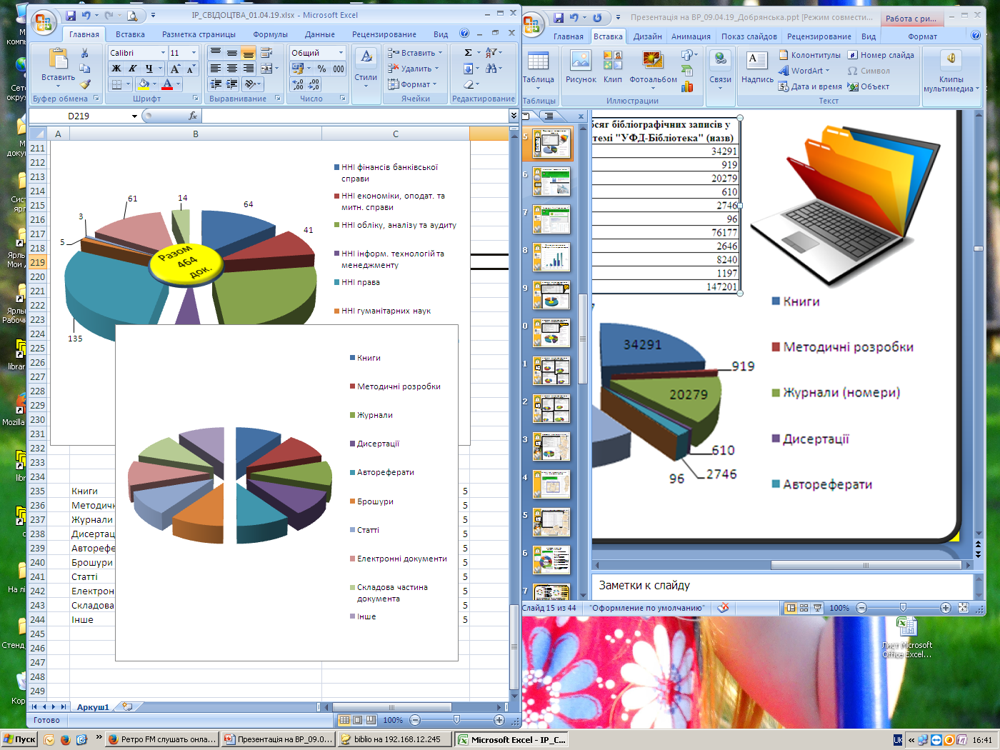 IP_СВІДОЦТВА_01.04.19.xlsx - Microsoft Excel
Главная Вставка Разметка страницы Формулы Данные Рецензирование Вид
Вставить
Calibri 11
Ж К Ч
Общий
% 000
Стили
Вставить
Удалить
Формат
Буфер обмена Шрифт Выравнивание Число Ячейки Редактирование
D219
A B C
211
212
213
214
215
216
217
218
219
220
221
222
223
224
225
226
227
228
229
230
231
232
233
234
235 Книги 5
236 5
237 Журнали 5
238 5
239 5
240 Брошури 5
241 Статті 5
242 5
243 Складова 5
244 Інше 5
245
246
247
248
249
64
41
135
5
3
61
14
Разом
464
док.
ННІ фінансів банківської
справи
ННІ економіки, оподат. та
митн. справи
ННІ обліку, аналізу та аудиту
ННІ інформ. технологій та
менеджменту
ННІ права
ННІ гуманітарних наук
Книги
Методичні розробки
Журнали
Дисертації
Автореферати
Брошури
Статті
Електронні документи
Складова частина
документа
Інше
Аркуш1
Готово 100%
Презентація на ВР_09.04.19_Добрянська.ppt [Режим совмести...
Работа с ри...
Главная Вставка Дизайн Анимация Показ слайдов Рецензирование Вид Формат
Таблица
Рисунок
Клип
Фотоальбом
Связи
Надпись
Колонтитулы
WordArt
Дата и время
Номер слайда
Символ
Объект
Клипы
мультимедиа
Таблицы Иллюстрации Текст
бсяг бібліографічних записів у
темі "УФД-Бібліотека" (назв)
34291
919
20279
610
2746
96
76177
2646
8240
1197
147201
34291
919
20279
610
2746
96
Книги
Методичні розробки
Журнали (номери)
Дисертації
Автореферати
5
6
7
8
9
0
1
2
3
4
5
6
7
Заметки к слайду
Слайд 15 из 44 "Оформление по умолчанию" 100%
Лист Microsoft
Office Excel...
Mozilla
Пуск
Ретро FM слушать онла...
Презентація на ВР_09.0...
biblio на 192.168.12.245
Microsoft Excel - IP_С...
UK
16:41